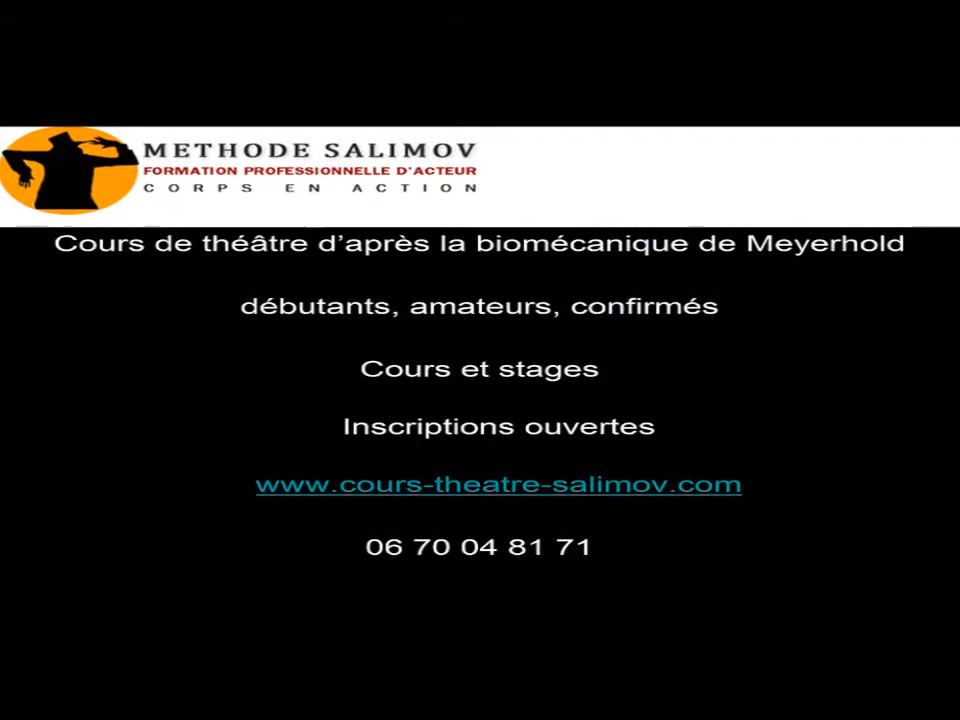 METHODE SALIMOV
FORMATION PROFESSIONNELLE D'ACTEUR
CORPS EN ACTION
Cours de théâtre d’après la biomécanique de Meyerhold
débutants, amateurs, confirmés
Cours et stages
Inscriptions ouvertes
www.cours-theatre-salimov.com
06 70 04 81 71